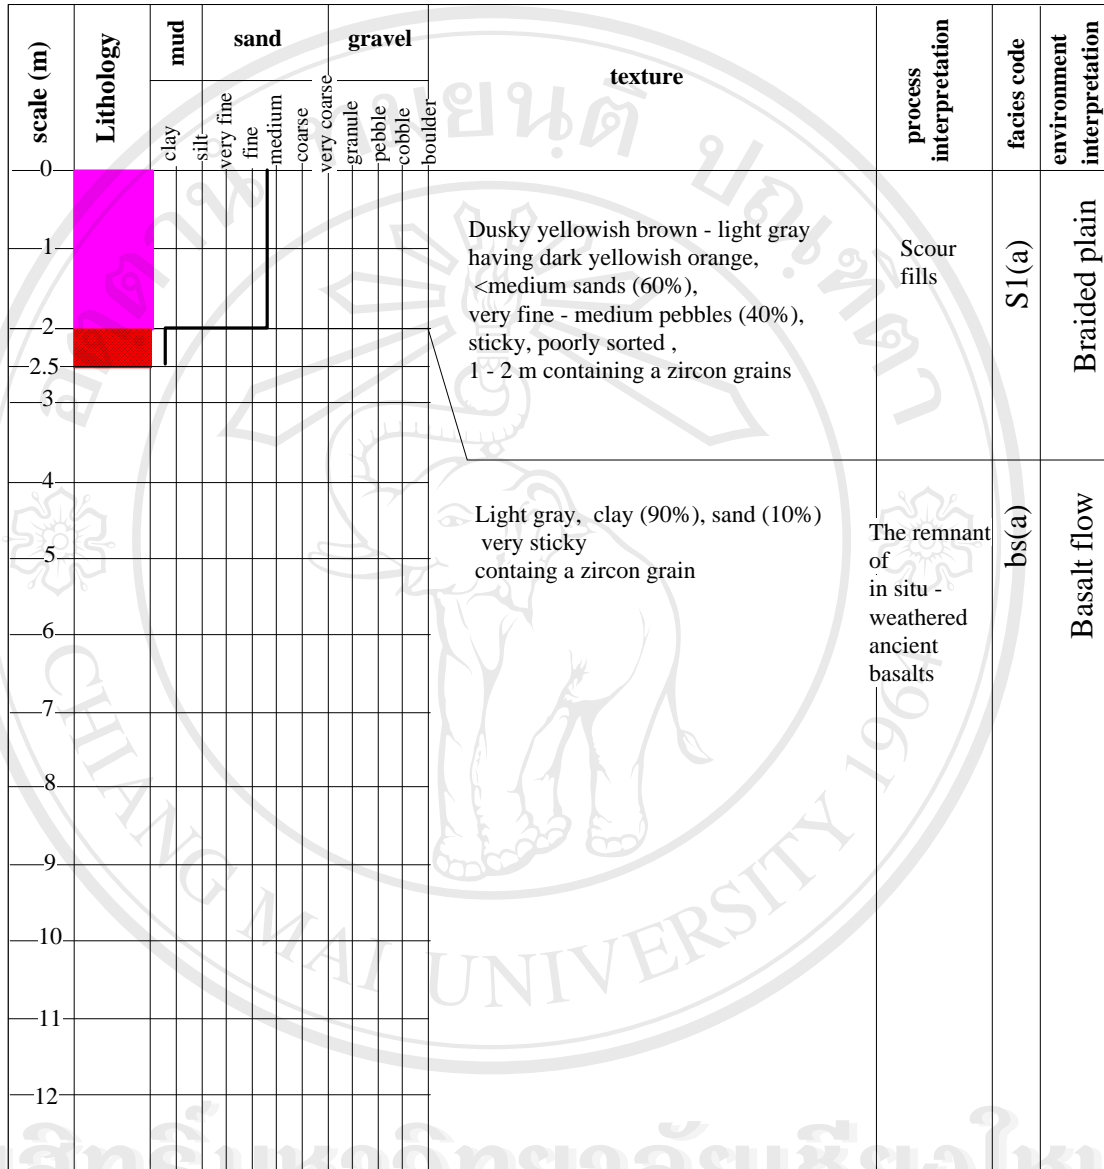 scale (m)
Lithology
mud
sand
gravel
clay
silt
very fine
fine
medium
coarse
very coarse
granule
pebble
cobble
boulder
texture
process
interpretation
facies code
environment
interpretation
0
1
2
2.5
3
4
5
6
7
8
9
10
11
12
Dusky yellowish brown - light gray
having dark yellowish orange,
<medium sands (60%),
very fine - medium pebbles (40%),
sticky, poorly sorted ,
1 - 2 m containing a zircon grains
Scour
fills
S1(a)
Braided plain
Light gray, clay (90%), sand (10%)
very sticky
containg a zircon grain
The remnant
of
in situ -
weathered
ancient
basalts
bs(a)
Basalt flow
CHIANG MAI UNIVERSITY 1964